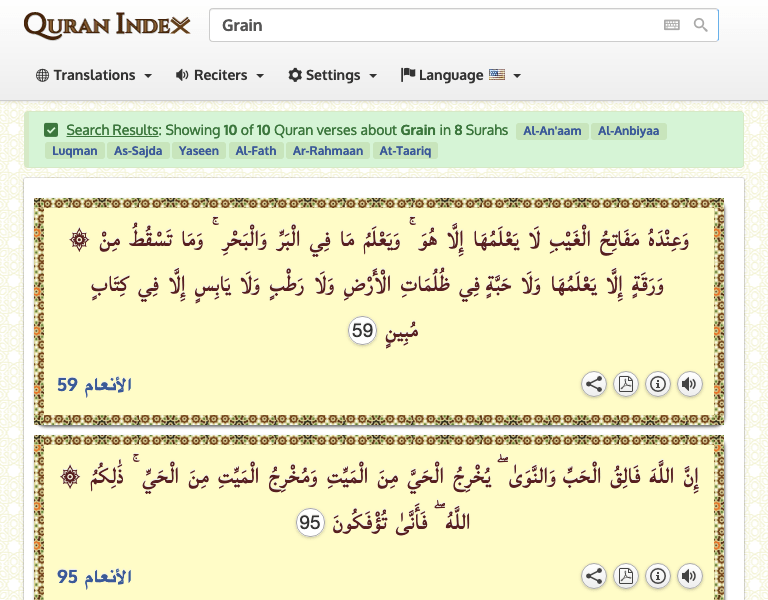 QURAN INDEX
Grain
Translations
Reciters
Settings
Language
Search Results: Showing 10 of 10 Quran verses about Grain in 8 Surahs Al-An'aam Al-Anbiyaa
Luqman As-Sajda Yaseen Al-Fath Ar-Rahmaan At-Taariq
وَعِنْدَهُ مَفَاتِحُ الْغَيْبِ لَا يَعْلَمُهَا إِلَّا هُوَ ۚ وَيَعْلَمُ مَا فِي الْبَرِّ وَالْبَحْرِ ۚ وَمَا تَسْقُطُ مِنْ ۞
وَرَقَةٍ إِلَّا يَعْلَمُهَا وَلَا حَبَّةٍ فِي ظُلُمَاتِ الْأَرْضِ وَلَا رَطْبٍ وَلَا يَابِسٍ إِلَّا فِي كِتَابٍ
مُبِينٍ 59
الأنعام 59
إِنَّ اللَّهَ فَالِقُ الْحَبِّ وَالنَّوَىٰ ۖ يُخْرِجُ الْحَيَّ مِنَ الْمَيِّتِ وَمُخْرِجُ الْمَيِّتِ مِنَ الْحَيِّ ۚ ذَٰلِكُمُ ۞
اللَّهُ ۖ فَأَنَّىٰ تُؤْفَكُونَ 95
الأنعام 95